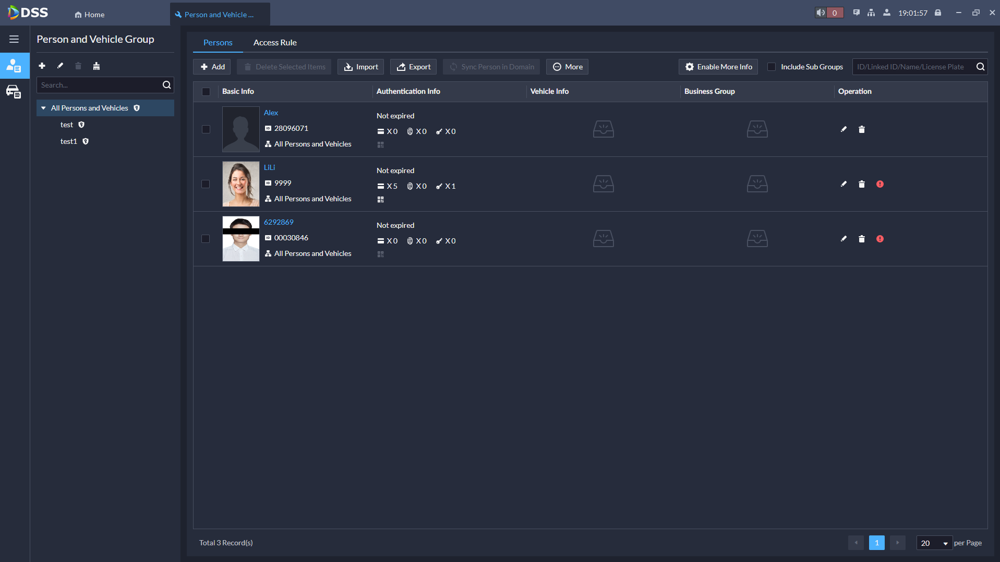 DSS
Home
Person and Vehicle ...
0
19:01:57
Person and Vehicle Group
Search...
All Persons and Vehicles
test
test1
Persons
Access Rule
Add
Delete Selected Items
Import
Export
Sync Person in Domain
More
Enable More Info
Include Sub Groups
ID/Linked ID/Name/License Plate
Basic Info
Authentication Info
Vehicle Info
Business Group
Operation
Alex
28096071
All Persons and Vehicles
Not expired
X0 X0 X0
LiLi
9999
All Persons and Vehicles
Not expired
X5 X0 X1
6292869
00030846
All Persons and Vehicles
Not expired
X0 X0 X0
Total 3 Record(s)
1
20
per Page